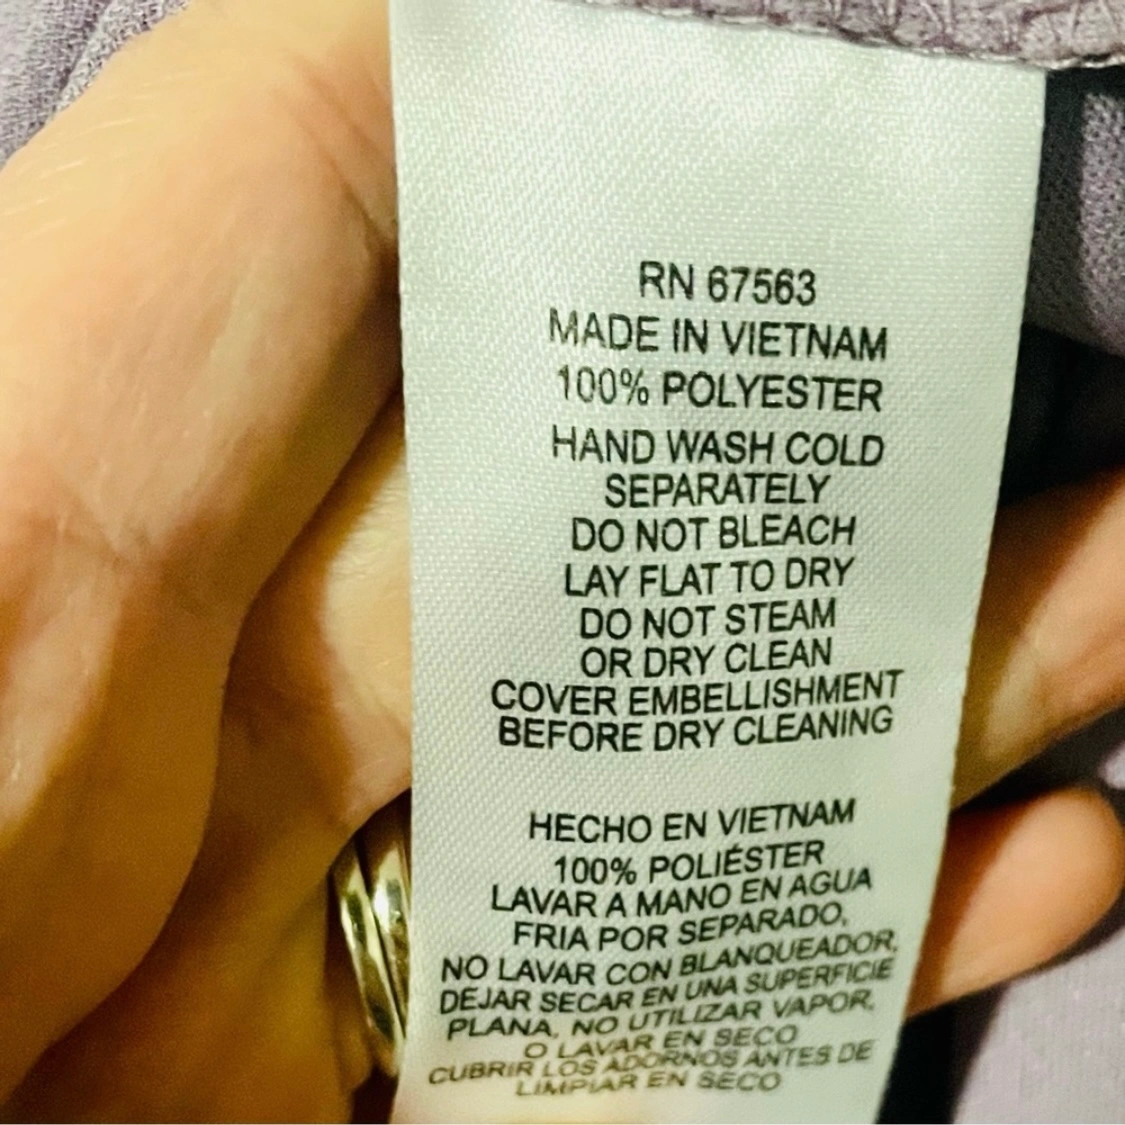 RN 67563
MADE IN VIETNAM
100% POLYESTER
HAND WASH COLD
SEPARATELY
DO NOT BLEACH
LAY FLAT TO DRY
DO NOT STEAM
OR DRY CLEAN
COVER EMBELLISHMENT
BEFORE DRY CLEANING
HECHO EN VIETNAM
100% POLIÉSTER
LAVAR A MANO EN AGUA
FRIA POR SEPARADO,
NO LAVAR CON BLANQUEADOR,
DEJAR SECAR EN UNA SUPERFICIE
PLANA, NO UTILIZAR VAPOR,
O LAVAR EN SECO
CUBRIR LOS ADORNOS ANTES DE
LIMPIAR EN SECO